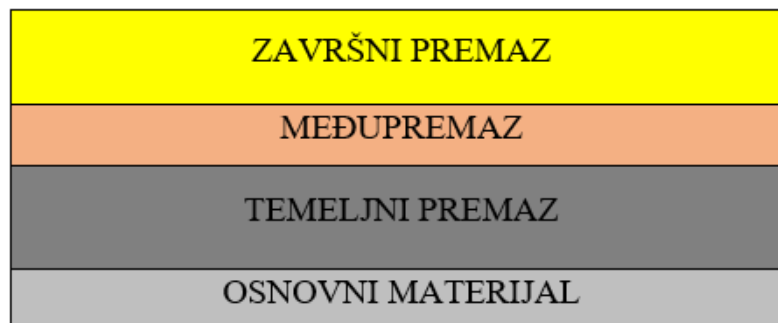 ZAVRŠNI PREMAZ
MEĐUPREMAZ
TEMELJNI PREMAZ
OSNOVNI MATERIJAL